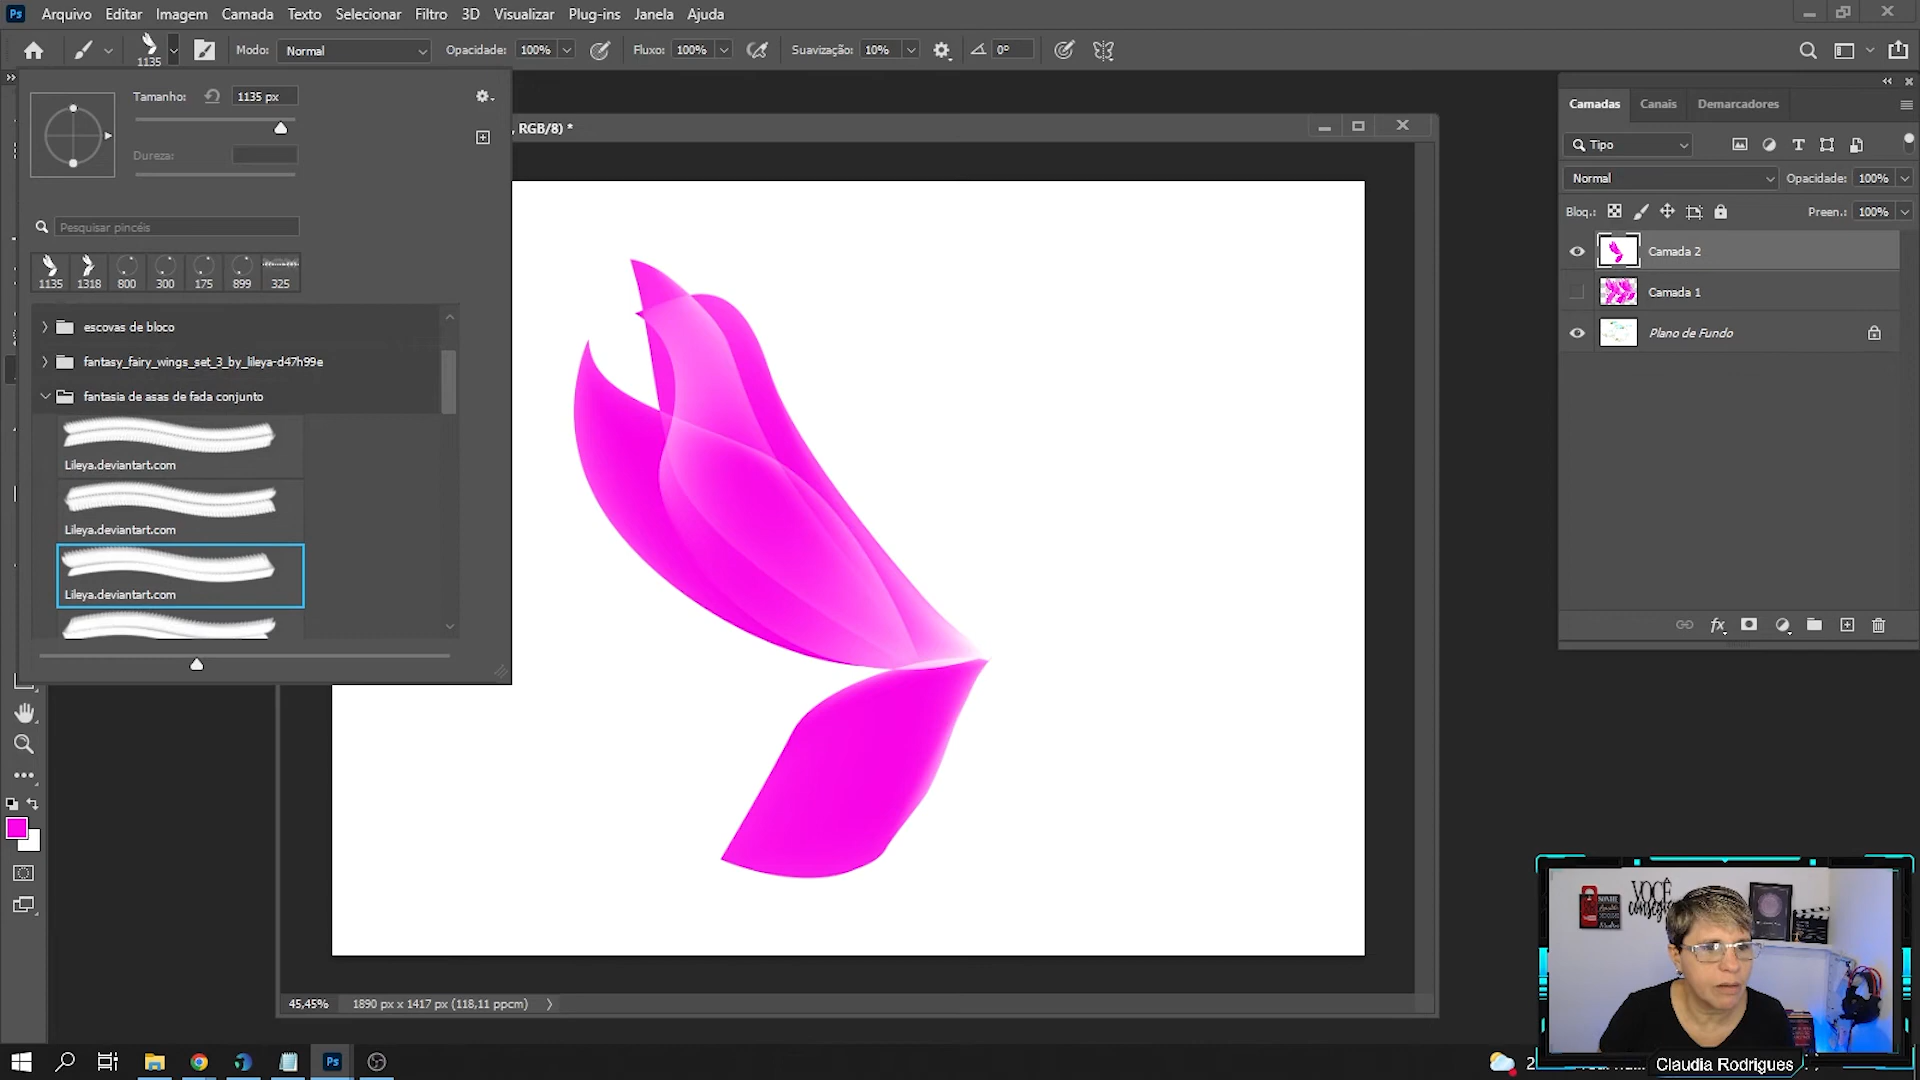 Ps Arquivo Editar Imagem Camada Texto Selecionar Filtro 3D Visualizar Plug-ins Janela Ajuda
1135 Modo: Normal Opacidade: 100% Fluxo: 100% Suavização: 10% 0°
Tamanho: 1135 px
Dureza:
Pesquisar pincéis
1135 1318 800 300 175 899 325
escovas de bloco
fantasy_fairy_wings_set_3_by_lileya-d47h99e
fantasia de asas de fada conjunto
Lileya.deviantart.com
Lileya.deviantart.com
Lileya.deviantart.com
, RGB/8) *
45,45% 1890 px x 1417 px (118,11 ppcm)
Camadas Canais Demarcadores
Tipo
Normal Opacidade: 100%
Bloq.: Preen.: 100%
Camada 2
Camada 1
Plano de Fundo
fx
VOCÊ
Claudia Rodrigues
Ps